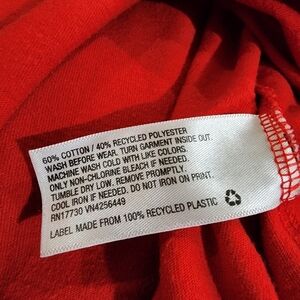 60% COTTON / 40% RECYCLED POLYESTER
WASH BEFORE WEAR. TURN GARMENT INSIDE OUT.
MACHINE WASH COLD WITH LIKE COLORS.
ONLY NON-CHLORINE BLEACH IF NEEDED.
TUMBLE DRY LOW. REMOVE PROMPTLY.
COOL IRON IF NEEDED. DO NOT IRON ON PRINT.
RN17730 VN4256449
LABEL MADE FROM 100% RECYCLED PLASTIC